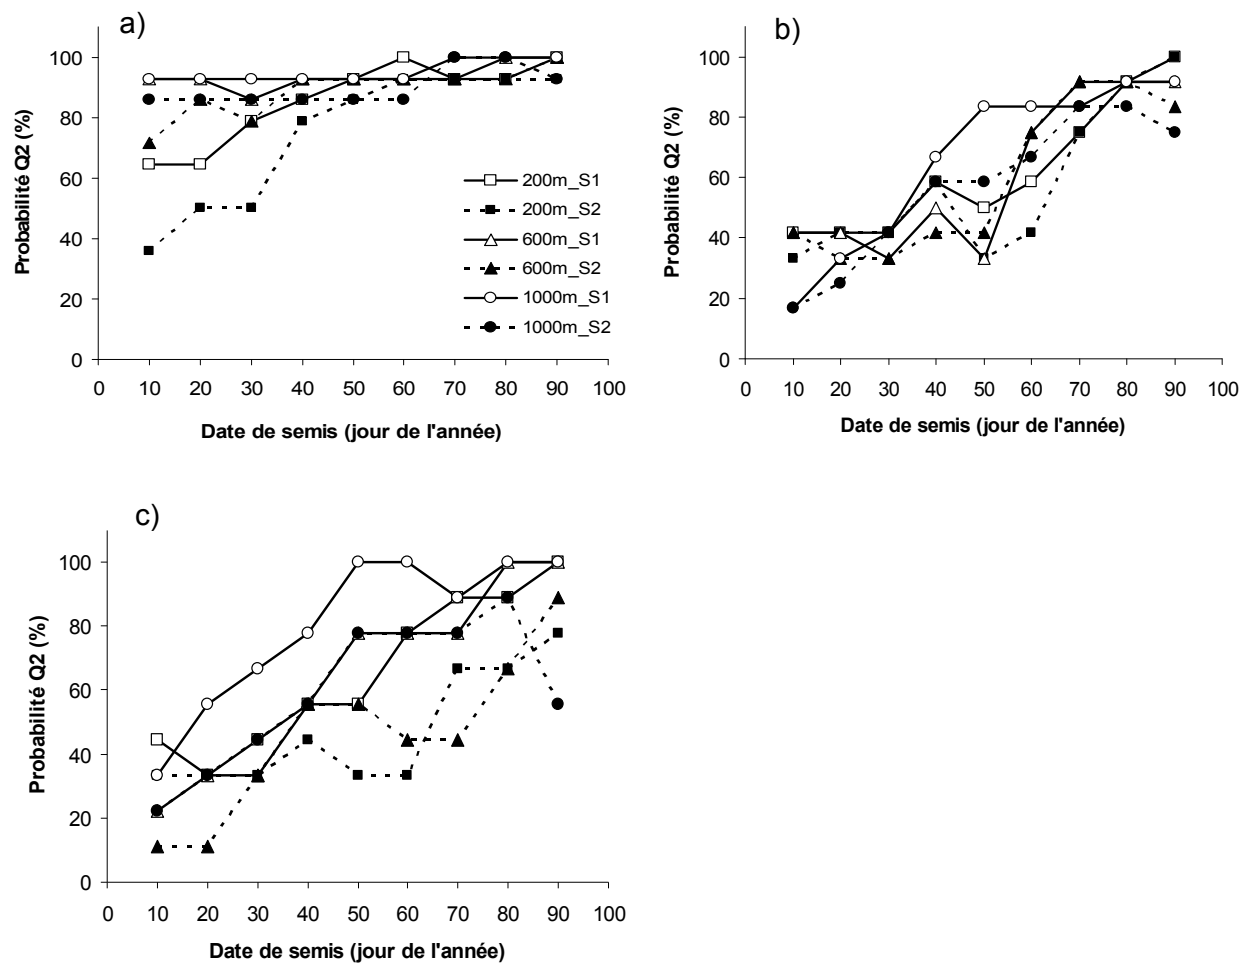 a)
Probabilité Q2 (%)
100
80
60
40
20
0
0 10 20 30 40 50 60 70 80 90 100
Date de semis (jour de l'année)
200m_S1
200m_S2
600m_S1
600m_S2
1000m_S1
1000m_S2
b)
Probabilité Q2 (%)
100
80
60
40
20
0
0 10 20 30 40 50 60 70 80 90 100
Date de semis (jour de l'année)
c)
Probabilité Q2 (%)
100
80
60
40
20
0
0 10 20 30 40 50 60 70 80 90 100
Date de semis (jour de l'année)